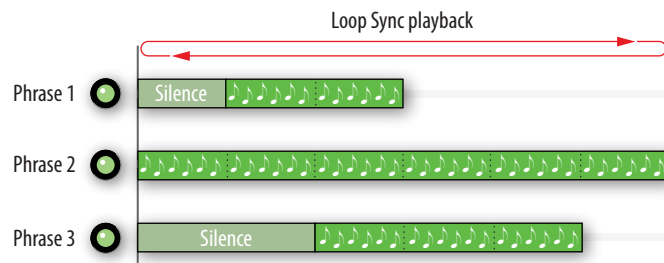 Loop Sync playback
Phrase 1
Silence
Phrase 2
Phrase 3
Silence